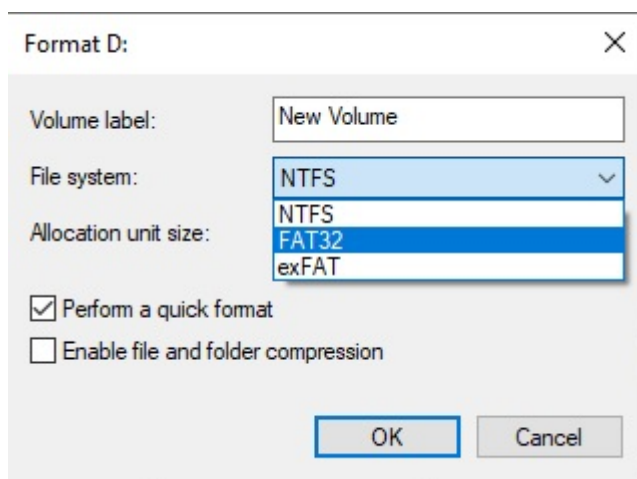 Format D:
Volume label:
New Volume
File system:
NTFS
NTFS
FAT32
exFAT
Allocation unit size:
Perform a quick format
Enable file and folder compression
OK
Cancel